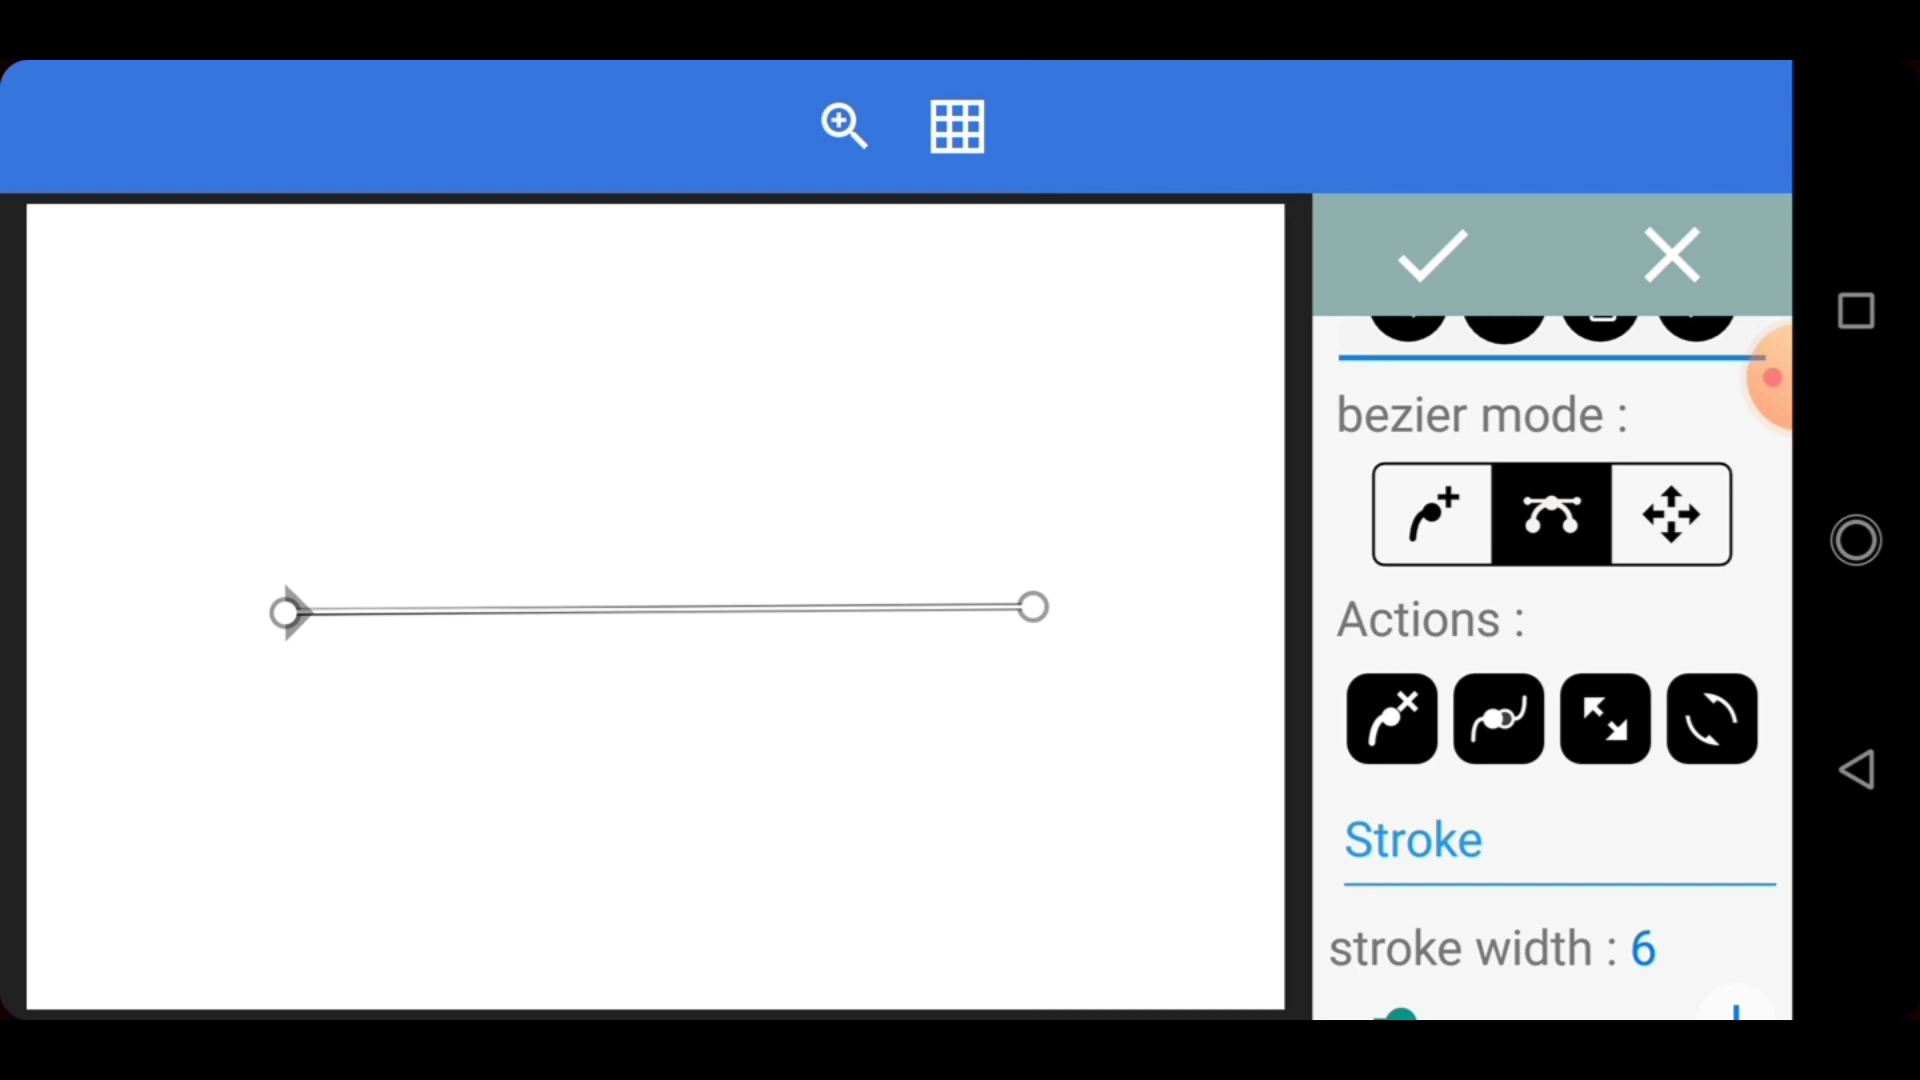 bezier mode :
Actions :
Stroke
stroke width : 6